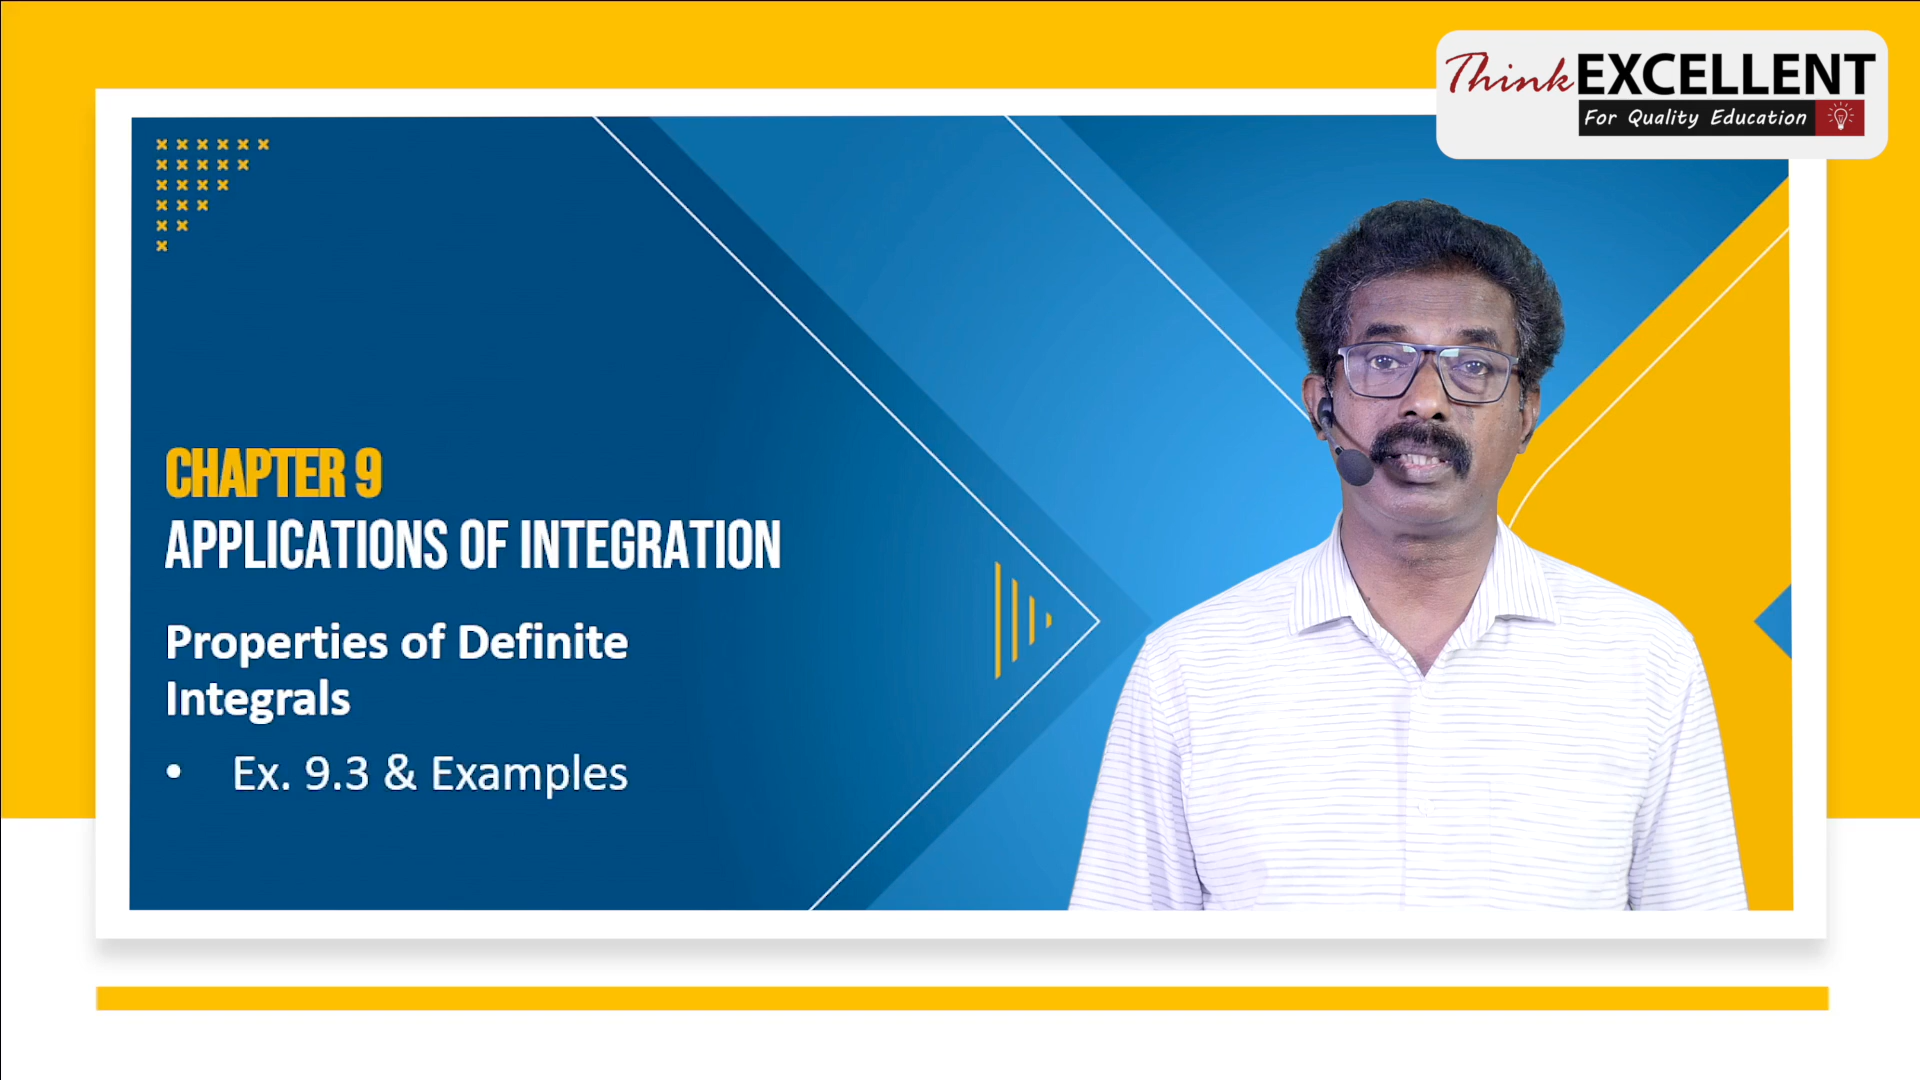 Think EXCELLENT
For Quality Education
CHAPTER 9
APPLICATIONS OF INTEGRATION
Properties of Definite
Integrals
• Ex. 9.3 & Examples